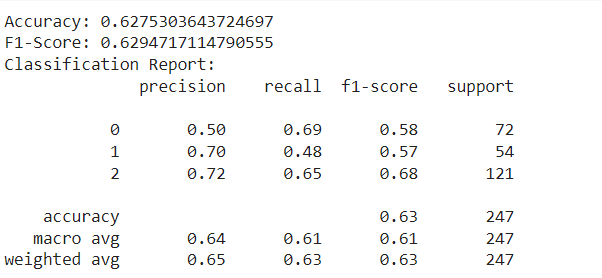 Accuracy: 0.6275303643724697
F1-Score: 0.6294717114790555
Classification Report:
precision recall f1-score support
0 0.50 0.69 0.58 72
1 0.70 0.48 0.57 54
2 0.72 0.65 0.68 121
accuracy 0.63 247
macro avg 0.64 0.61 0.61 247
weighted avg 0.65 0.63 0.63 247